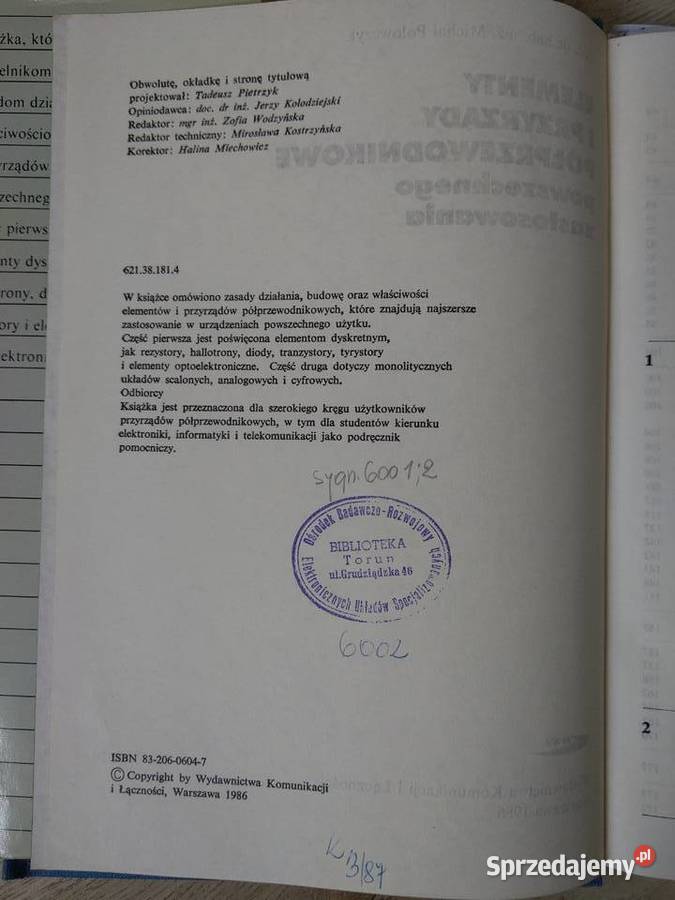 Obwolutę, okładkę i stronę tytułową
projektował: Tadeusz Pietrzyk
Opiniodawca: doc. dr inż. Jerzy Kołodziejski
Redaktor: mgr inż. Zofia Wodzyńska
Redaktor techniczny: Mirosława Kostrzyńska
Korektor: Halina Miechowicz
621.38.181.4
W książce omówiono zasady działania, budowę oraz właściwości
elementów i przyrządów półprzewodnikowych, które znajdują najszersze
zastosowanie w urządzeniach powszechnego użytku.
Część pierwsza jest poświęcona elementom dyskretnym,
jak rezystory, hallotrony, diody, tranzystory, tyrystory
i elementy optoelektroniczne. Część druga dotyczy monolitycznych
układów scalonych, analogowych i cyfrowych.
Odbiorcy
Książka jest przeznaczona dla szerokiego kręgu użytkowników
przyrządów półprzewodnikowych, w tym dla studentów kierunku
elektroniki, informatyki i telekomunikacji jako podręcznik
pomocniczy.
sygn. 6001;2
Ośrodek Badawczo-Rozwojowy
BIBLIOTEKA
Toruń
ul. Grudziądzka 46
Elektronicznych Układów Specjalizowanych
6002
ISBN 83-206-0604-7
© Copyright by Wydawnictwa Komunikacji
i Łączności, Warszawa 1986
3/87
1
2
Sprzedajemy.pl